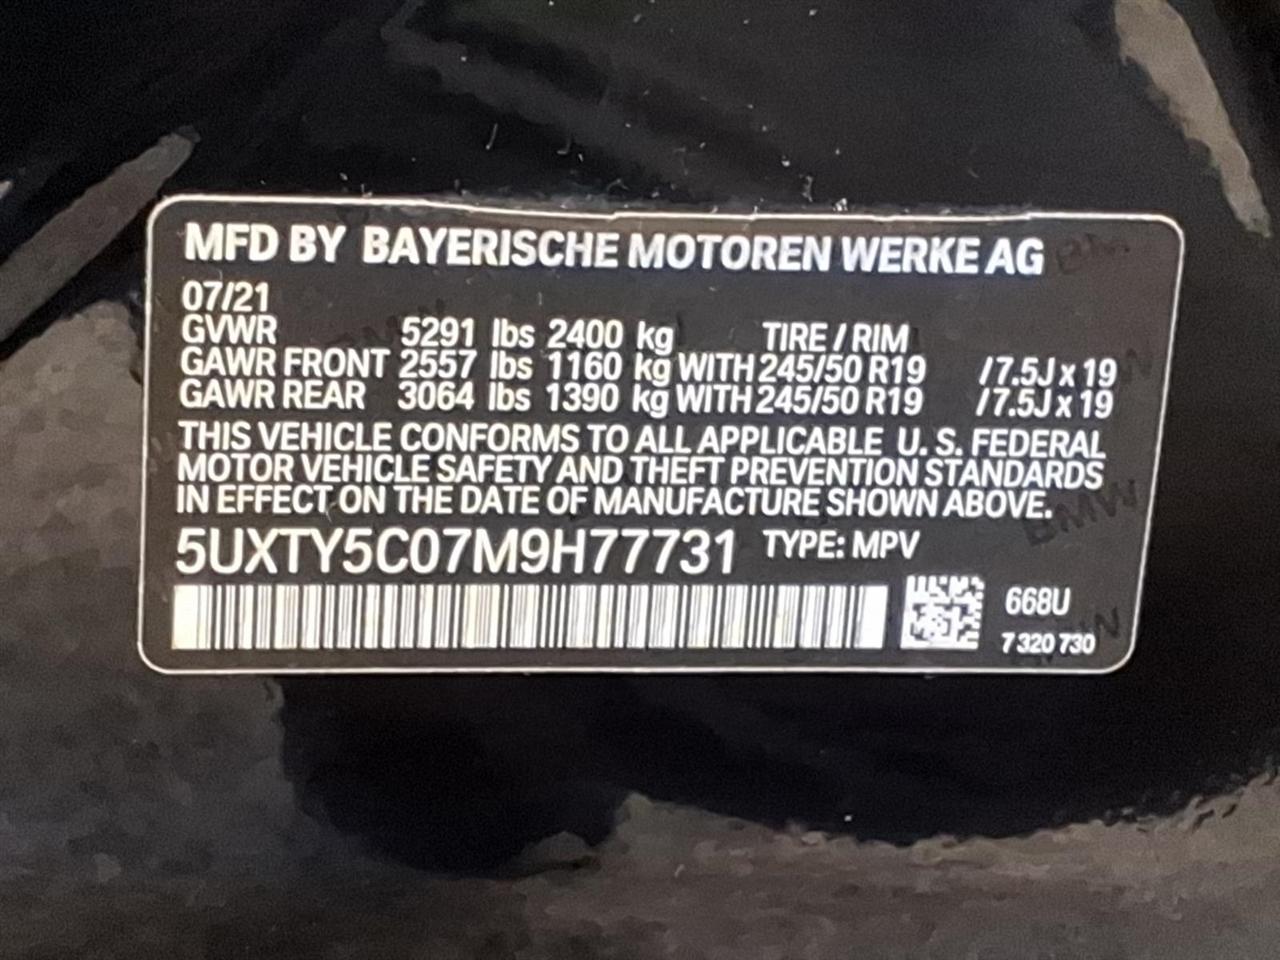 MFD BY BAYERISCHE MOTOREN WERKE AG
07/21
GVWR 5291 lbs 2400 kg TIRE / RIM
GAWR FRONT 2557 lbs 1160 kg WITH 245/50 R19 / 7.5J x 19
GAWR REAR 3064 lbs 1390 kg WITH 245/50 R19 / 7.5J x 19
THIS VEHICLE CONFORMS TO ALL APPLICABLE U. S. FEDERAL
MOTOR VEHICLE SAFETY AND THEFT PREVENTION STANDARDS
IN EFFECT ON THE DATE OF MANUFACTURE SHOWN ABOVE.
5UXTY5C07M9H77731 TYPE: MPV
668U
7 320 730